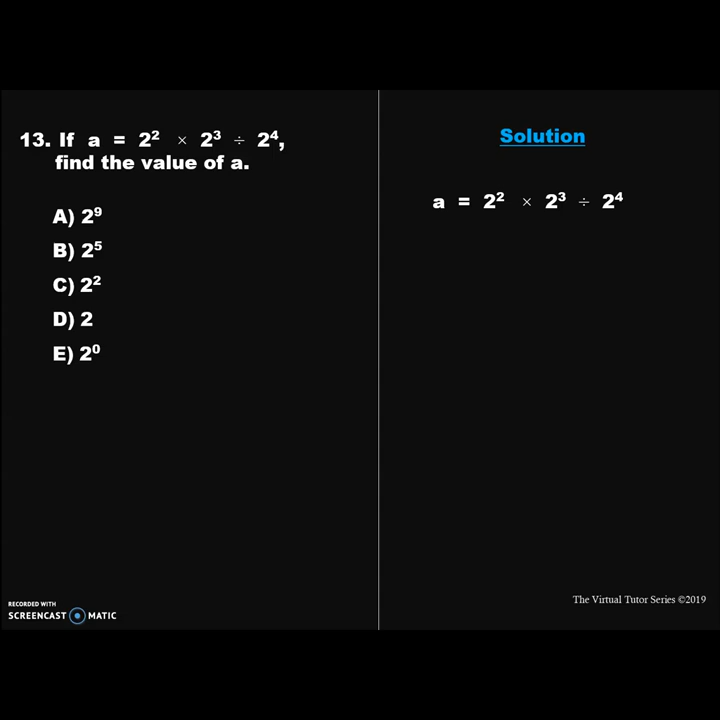 13. If a = 2² × 2³ ÷ 2⁴,
find the value of a.
A) 2⁹
B) 2⁵
C) 2²
D) 2
E) 2⁰
Solution
a = 2² × 2³ ÷ 2⁴
The Virtual Tutor Series ©2019
RECORDED WITH
SCREENCAST MATIC